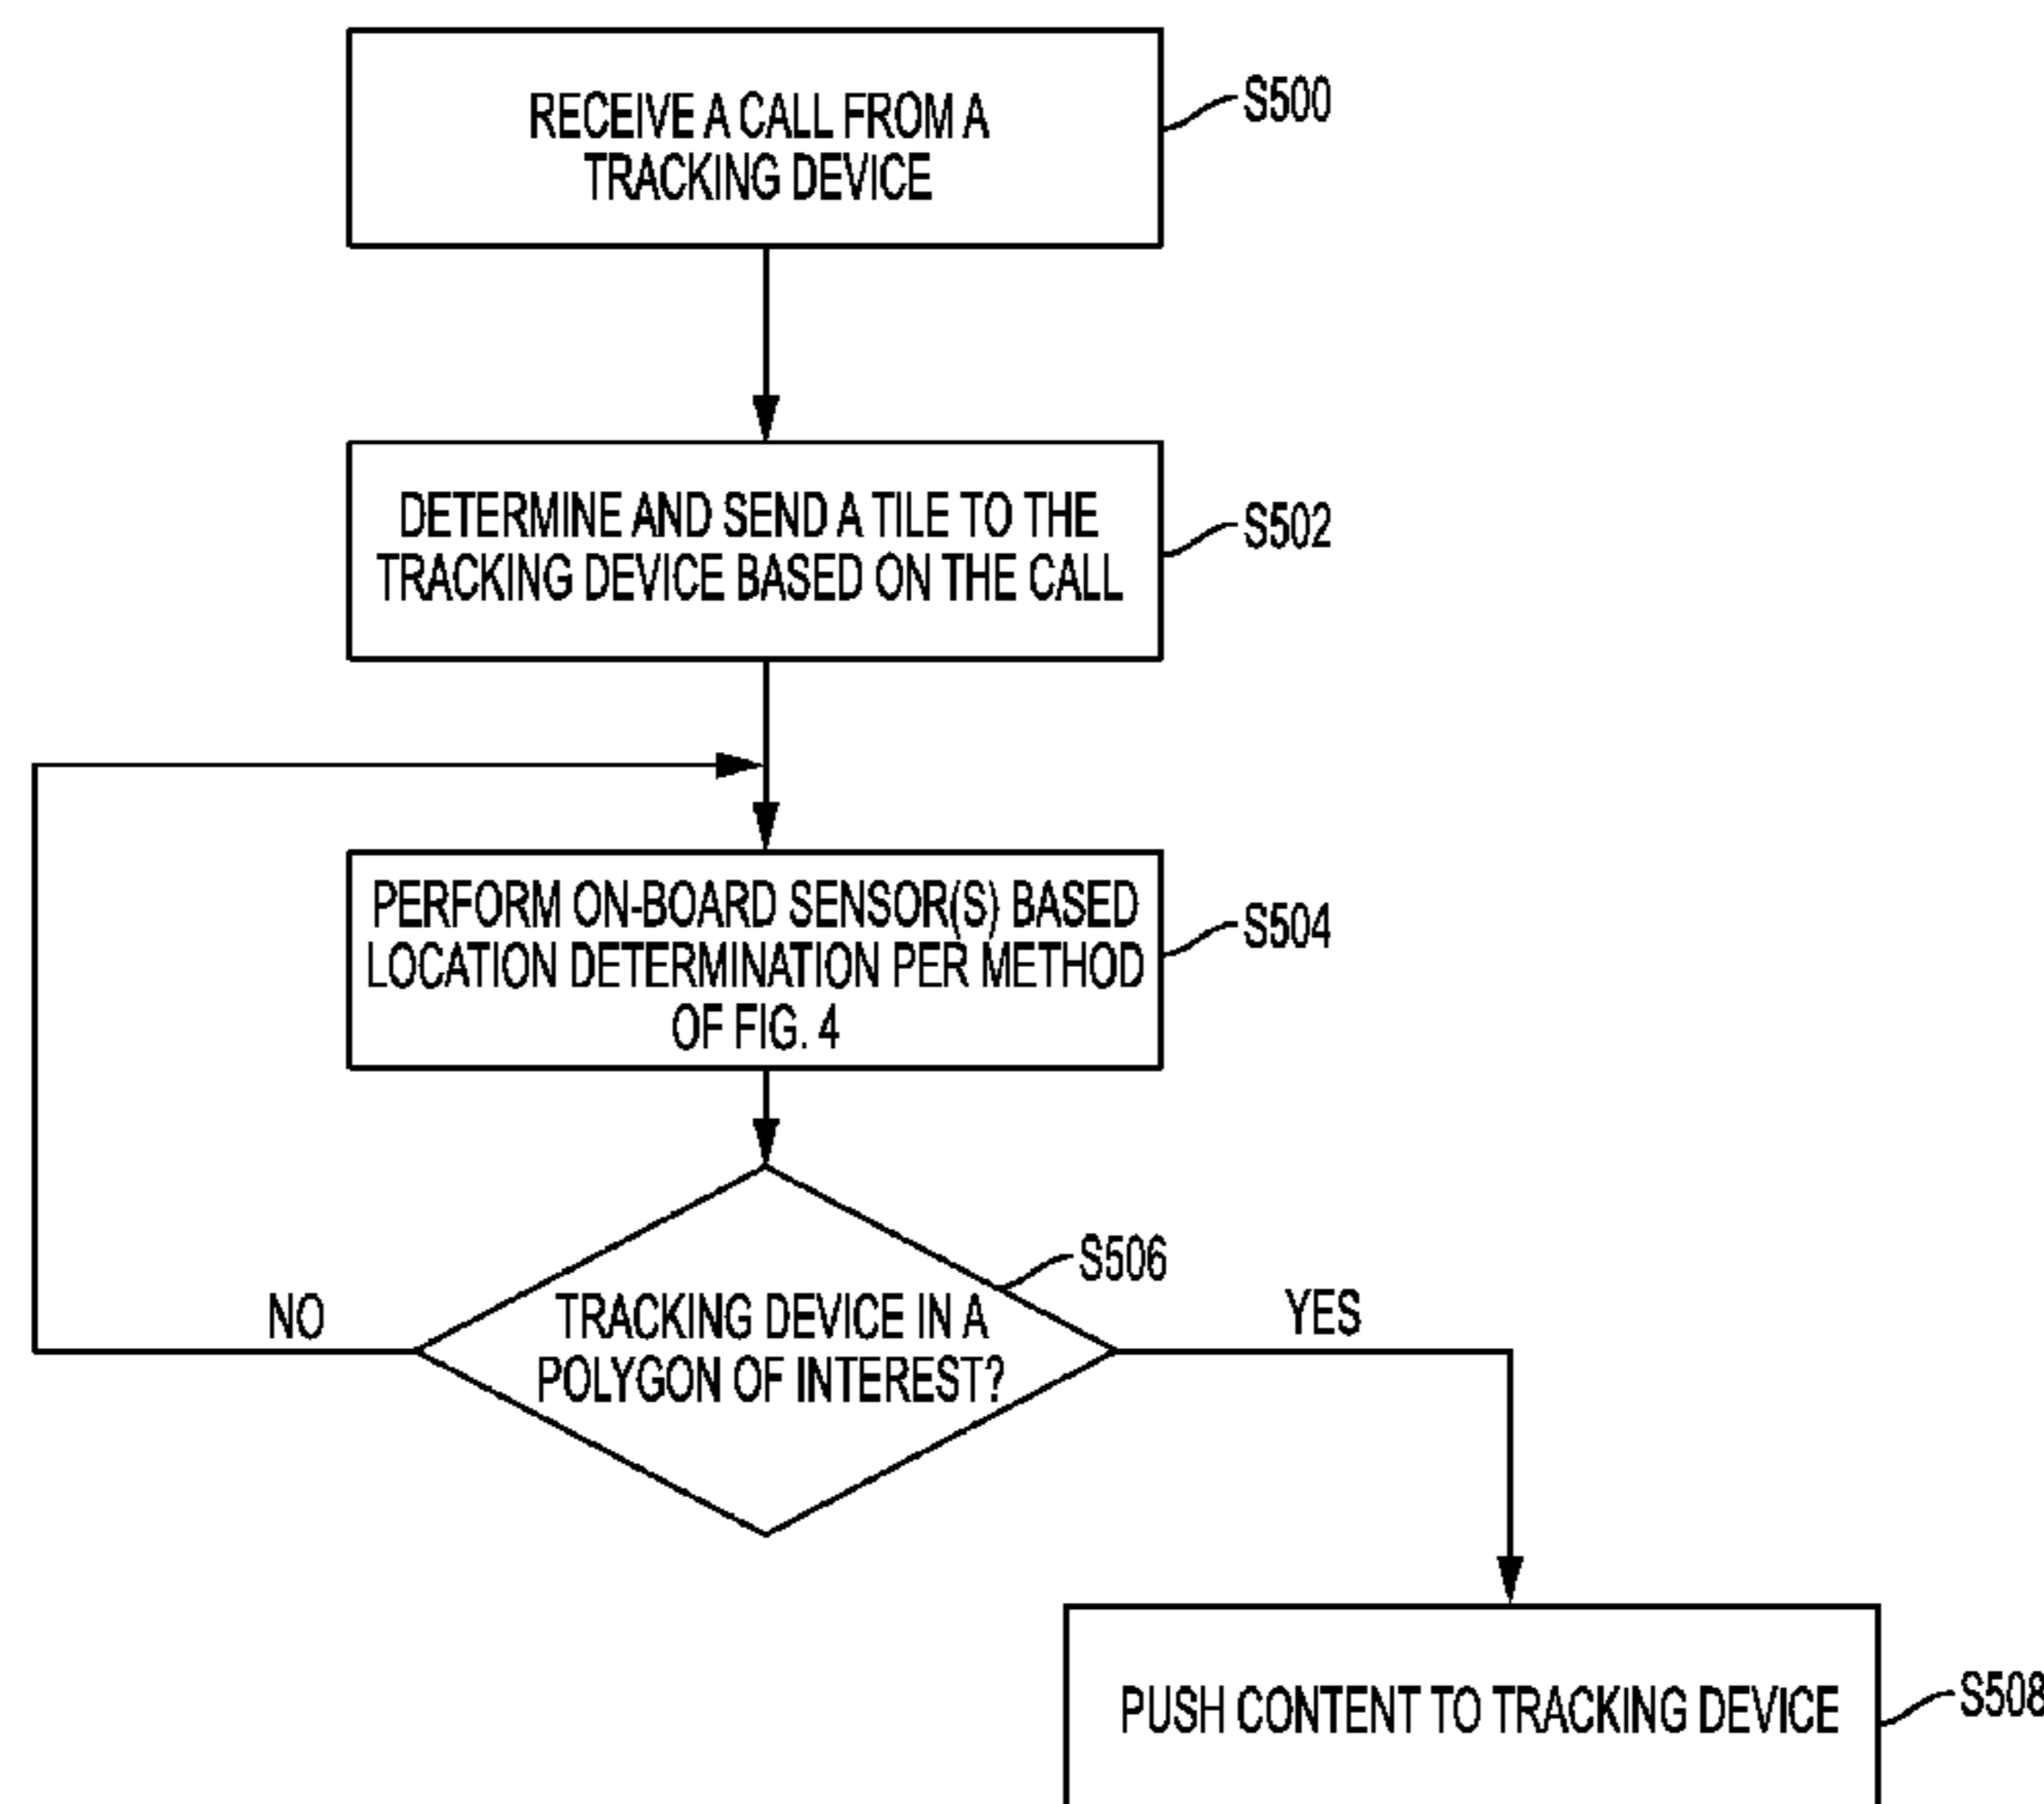 RECEIVE A CALL FROM A
TRACKING DEVICE
S500
DETERMINE AND SEND A TILE TO THE
TRACKING DEVICE BASED ON THE CALL
S502
PERFORM ON-BOARD SENSOR(S) BASED
LOCATION DETERMINATION PER METHOD
OF FIG. 4
S504
S506
TRACKING DEVICE IN A
POLYGON OF INTEREST?
NO
YES
PUSH CONTENT TO TRACKING DEVICE
S508